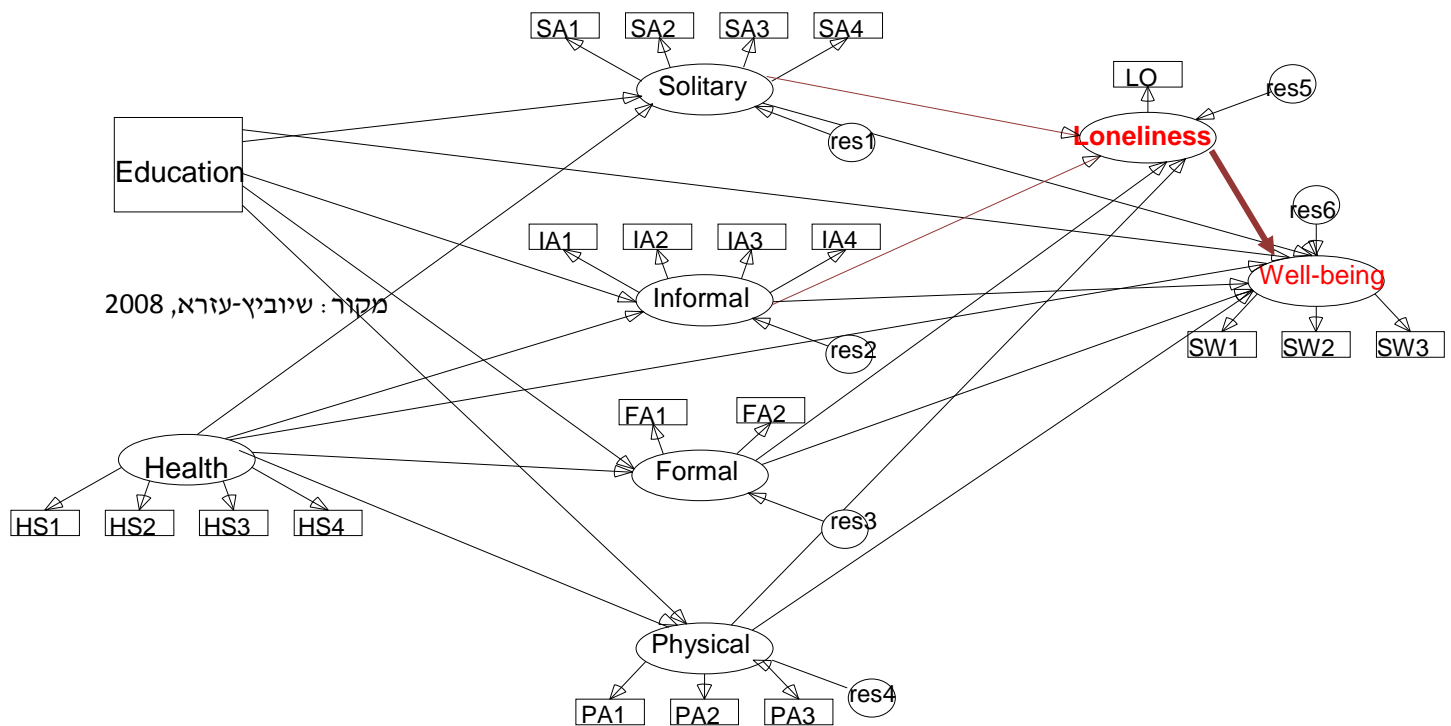 SA1 SA2 SA3 SA4
Solitary
LO
res5
Loneliness
res1
Education
res6
IA1 IA2 IA3 IA4
Well-being
Informal
מקור: שיוביץ-עזרא, 2008
res2
SW1 SW2 SW3
FA1 FA2
Health
Formal
HS1 HS2 HS3 HS4
res3
Physical
res4
PA1 PA2 PA3